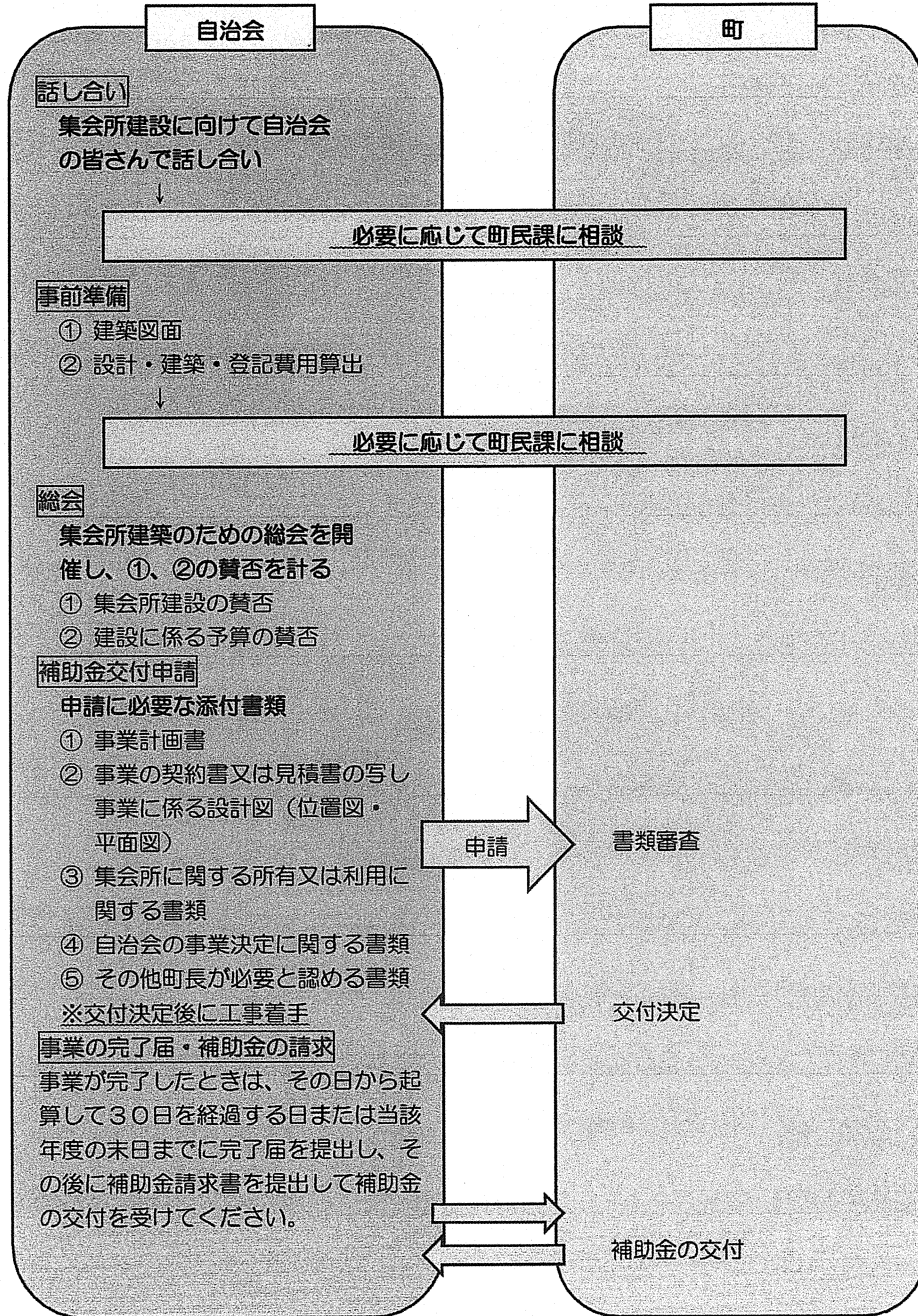 自治会
町
話し合い
集会所建設に向けて自治会
の皆さんで話し合い
↓
必要に応じて町民課に相談
事前準備
① 建築図面
② 設計・建築・登記費用算出
↓
必要に応じて町民課に相談
総会
集会所建築のための総会を開
催し、①、②の賛否を計る
① 集会所建設の賛否
② 建設に係る予算の賛否
補助金交付申請
申請に必要な添付書類
① 事業計画書
② 事業の契約書又は見積書の写し
事業に係る設計図（位置図・
平面図）
申請
書類審査
③ 集会所に関する所有又は利用に
関する書類
④ 自治会の事業決定に関する書類
⑤ その他町長が必要と認める書類
※交付決定後に工事着手
交付決定
事業の完了届・補助金の請求
事業が完了したときは、その日から起
算して３０日を経過する日または当該
年度の末日までに完了届を提出し、そ
の後に補助金請求書を提出して補助金
の交付を受けてください。
補助金の交付